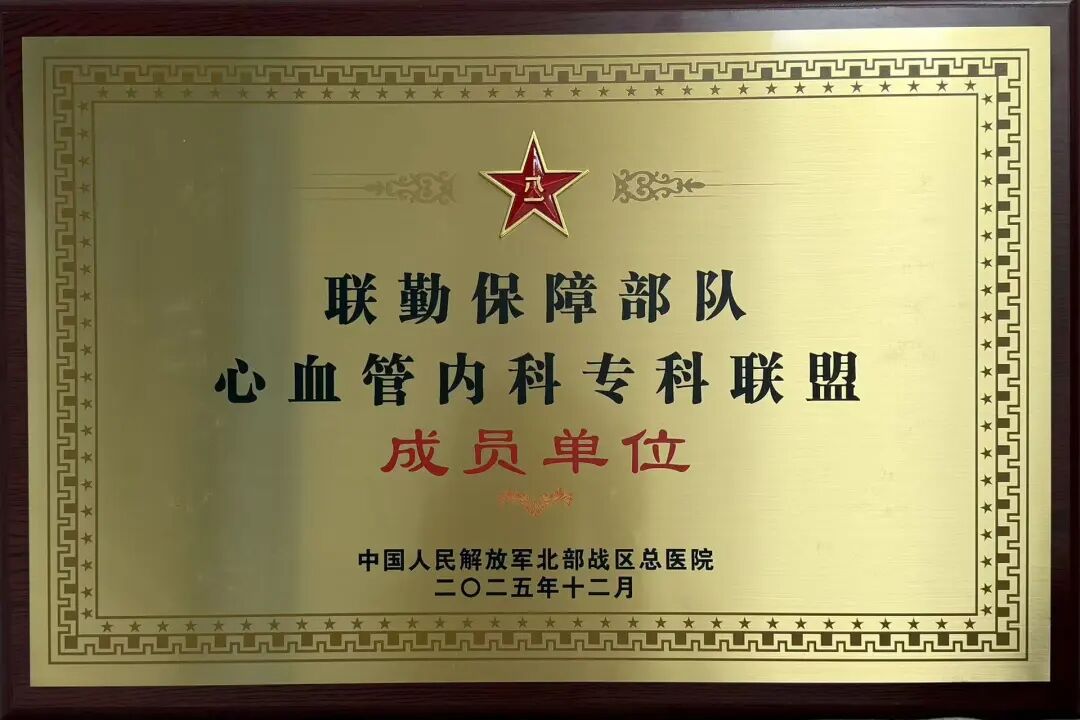 八一
联勤保障部队
心血管内科专科联盟
成员单位
中国人民解放军北部战区总医院
二〇二五年十二月